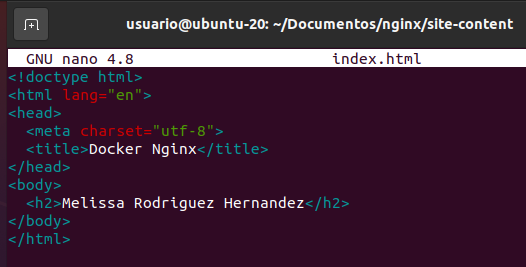 usuario@ubuntu-20: ~/Documentos/nginx/site-content
GNU nano 4.8 index.html
<!doctype html>
<html lang="en">
<head>
  <meta charset="utf-8">
  <title>Docker Nginx</title>
</head>
<body>
  <h2>Melissa Rodriguez Hernandez</h2>
</body>
</html>